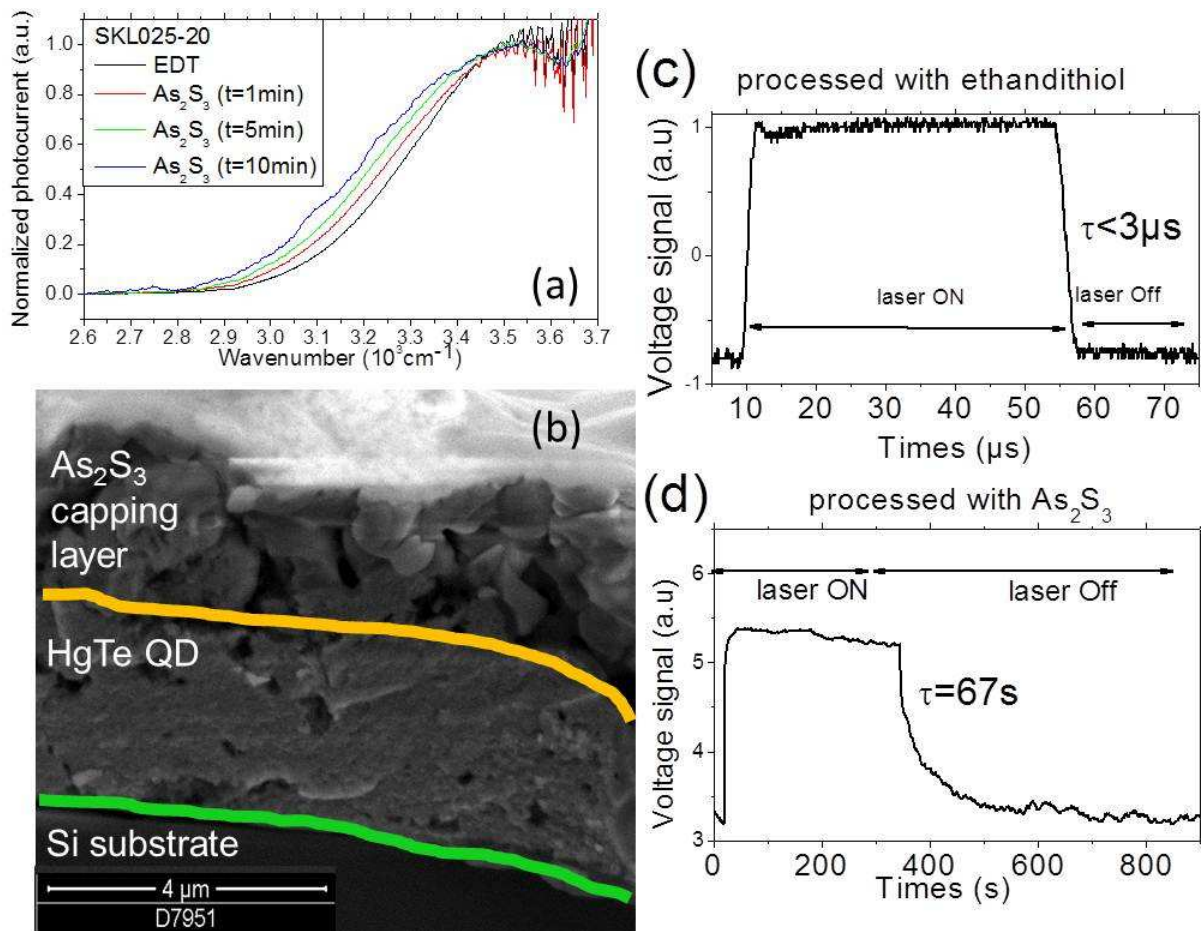 Normalized photocurrent (a.u.)
1.0
0.8
0.6
0.4
0.2
0.0
SKL025-20
EDT
As₂S₃ (t=1min)
As₂S₃ (t=5min)
As₂S₃ (t=10min)
(a)
2.6 2.7 2.8 2.9 3.0 3.1 3.2 3.3 3.4 3.5 3.6 3.7
Wavenumber (10³cm⁻¹)
(b)
As₂S₃
capping
layer
HgTe QD
Si substrate
4 µm
D7951
(c) processed with ethandithiol
Voltage signal (a.u)
1
0
-1
τ<3µs
laser ON
laser Off
10 20 30 40 50 60 70
Times (µs)
(d) processed with As₂S₃
Voltage signal (a.u)
6
5
4
3
laser ON
laser Off
τ=67s
0 200 400 600 800
Times (s)